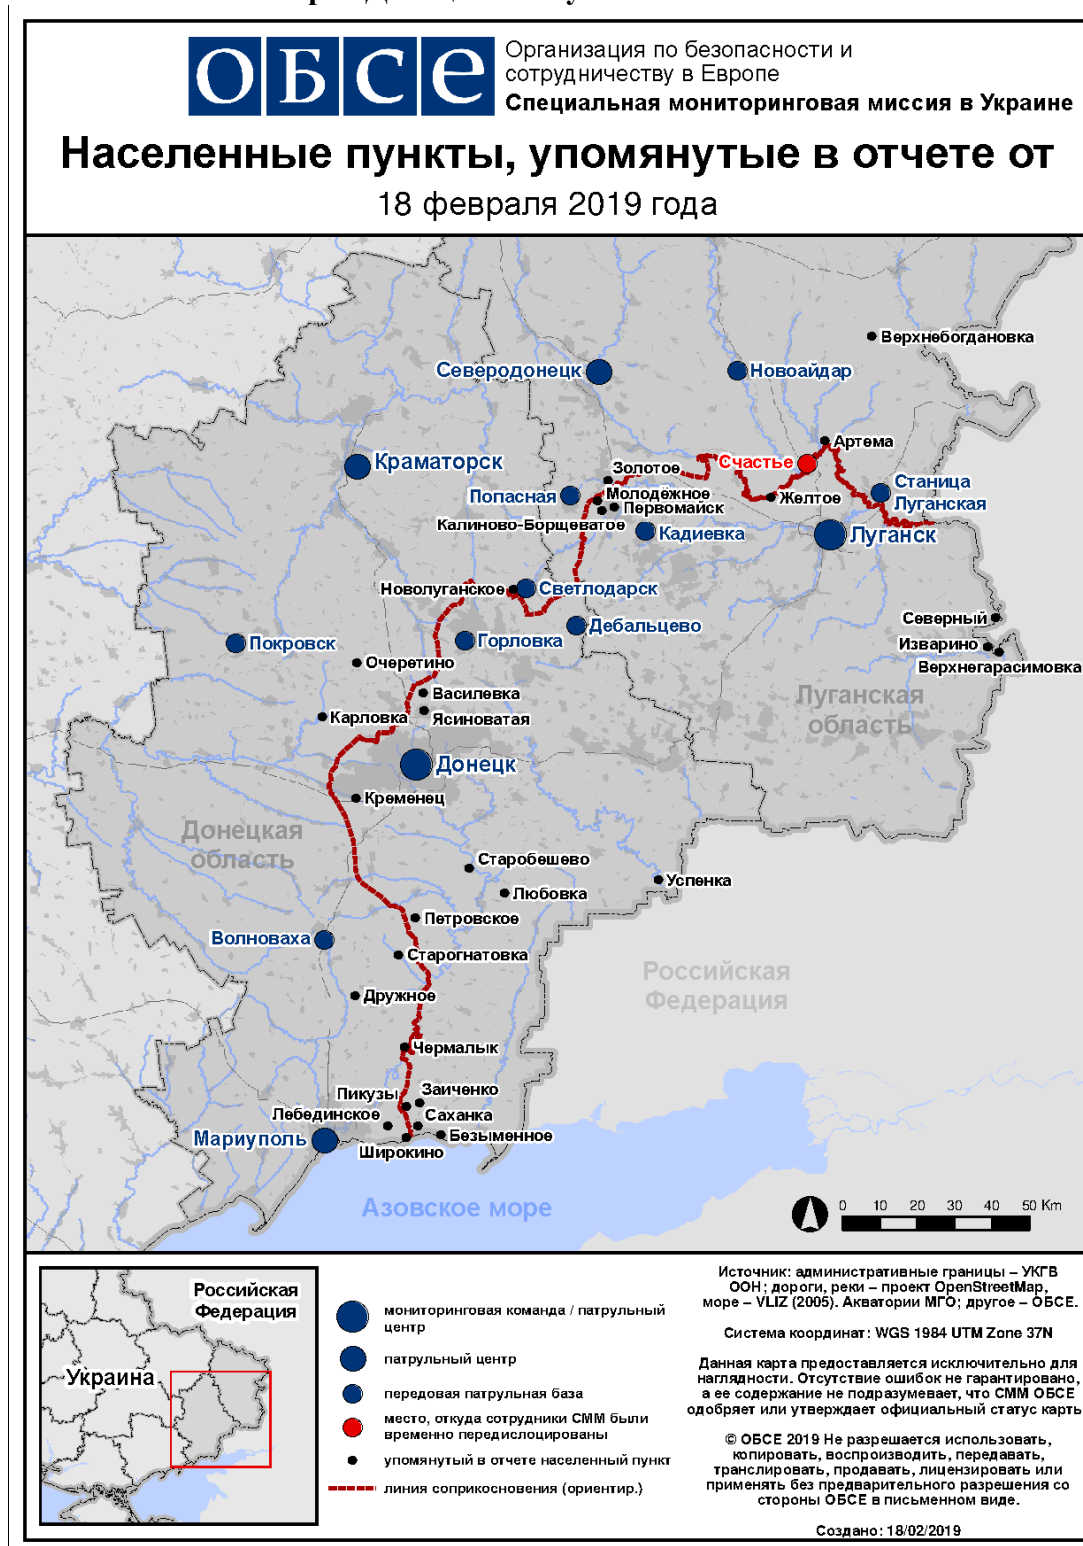 ОБСЕ
Организация по безопасности и
сотрудничеству в Европе
Специальная мониторинговая миссия в Украине
Населенные пункты, упомянутые в отчете от
18 февраля 2019 года
Верхнебогдановка
Северодонецк
Новоайдар
Артема
Счастье
Краматорск
Золотое
Станица
Луганская
Попасная
Молодёжное
Желтое
Первомайск
Калиново-Борщеватое
Кадиевка
Луганск
Новолуганское
Светлодарск
Северный
Дебальцево
Покровск
Горловка
Изварино
Верхнегарасимовка
Очеретино
Василевка
Луганская
область
Карловка
Ясиноватая
Донецк
Кременец
Донецкая
область
Старобешево
Успенка
Любовка
Петровское
Волноваха
Старогнатовка
Российская
Федерация
Дружное
Чермалык
Пикузы
Заиченко
Лебединское
Саханка
Мариуполь
Безыменное
Широкино
Азовское море
0 10 20 30 40 50 Km
Российская
Федерация
Украина
мониторинговая команда / патрульный
центр
патрульный центр
передовая патрульная база
место, откуда сотрудники СММ были
временно передислоцированы
упомянутый в отчете населенный пункт
линия соприкосновения (ориентир.)
Источник: административные границы – УКГВ
ООН; дороги, реки – проект OpenStreetMap,
море – VLIZ (2005). Акватории МГО; другое – ОБСЕ.
Система координат: WGS 1984 UTM Zone 37N
Данная карта предоставляется исключительно для
наглядности. Отсутствие ошибок не гарантировано,
а ее содержание не подразумевает, что СММ ОБСЕ
одобряет или утверждает официальный статус карты
© ОБСЕ 2019 Не разрешается использовать,
копировать, воспроизводить, передавать,
транслировать, продавать, лицензировать или
применять без предварительного разрешения со
стороны ОБСЕ в письменном виде.
Создано: 18/02/2019